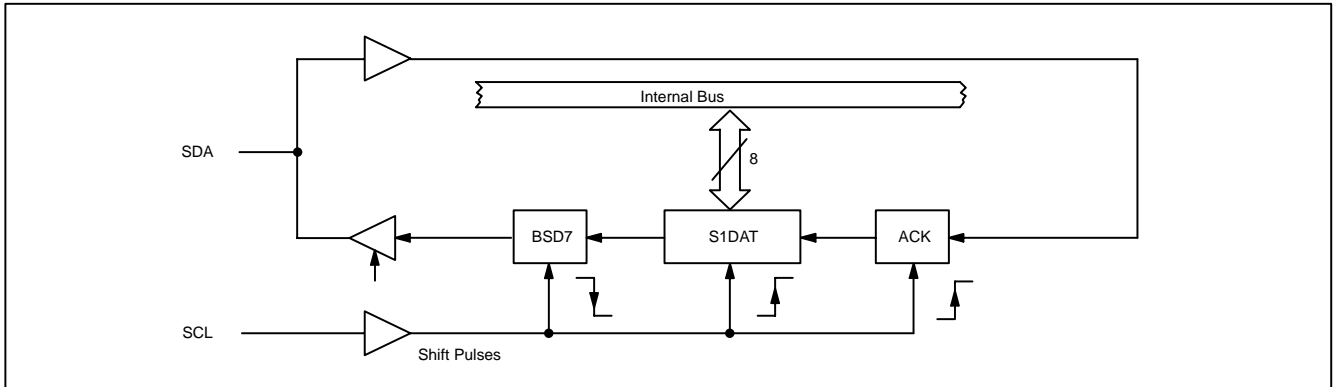 Internal Bus
SDA
8
BSD7
S1DAT
ACK
SCL
Shift Pulses